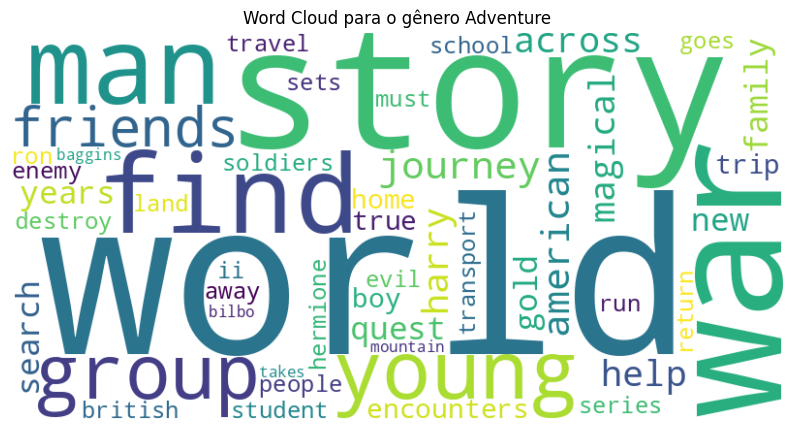 Word Cloud para o gênero Adventure
man
travel
story
school
across
goes
family
sets
must
magical
friends
ron
baggins
enemy
find
soldiers
journey
trip
years
land
home
american
new
destroy
true
harry
transport
war
world
ii
away
bilbo
hermione
evil
boy
gold
run
return
search
quest
mountain
group
takes
people
young
help
british
student
encounters
series